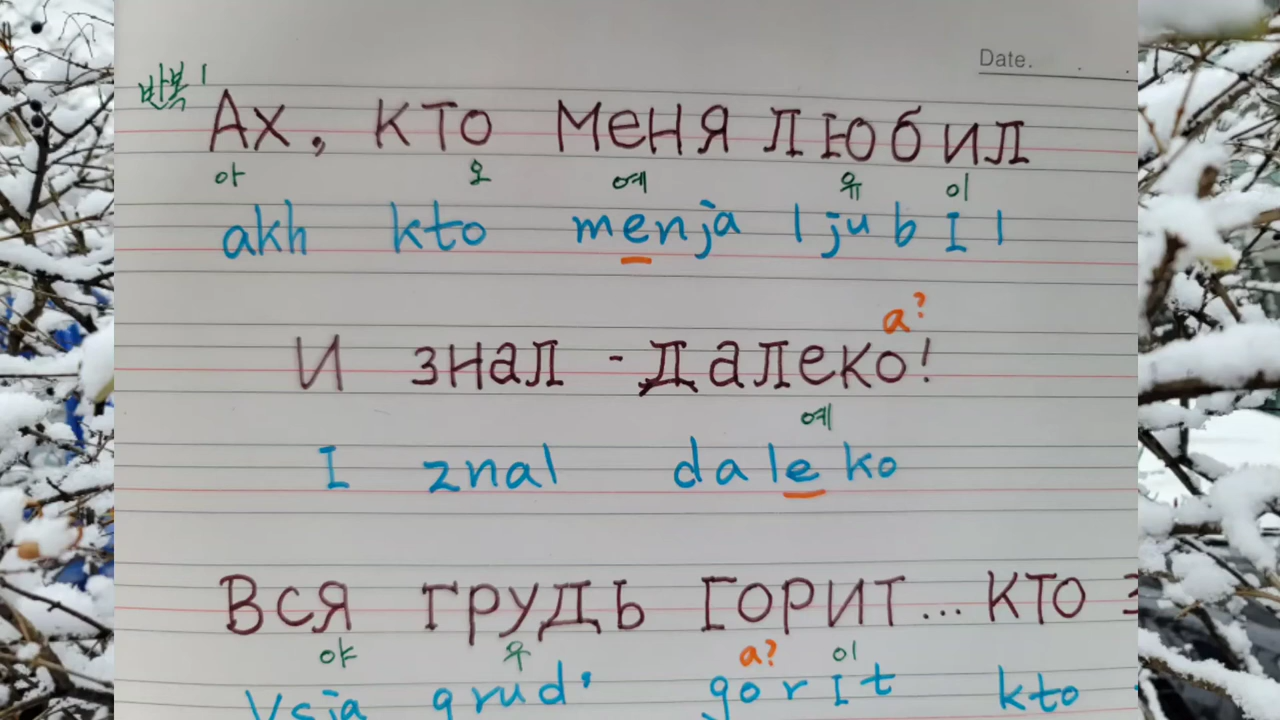 Date. . .
반복 1
Ах, кто меня любил
아 오 예 유 이
akh kto menja ljubIl
a?
И знал - далеко!
예
I znal daleko
Вся грудь горит... кто
야 우 a? 이
Vsja grud' gorIt kto